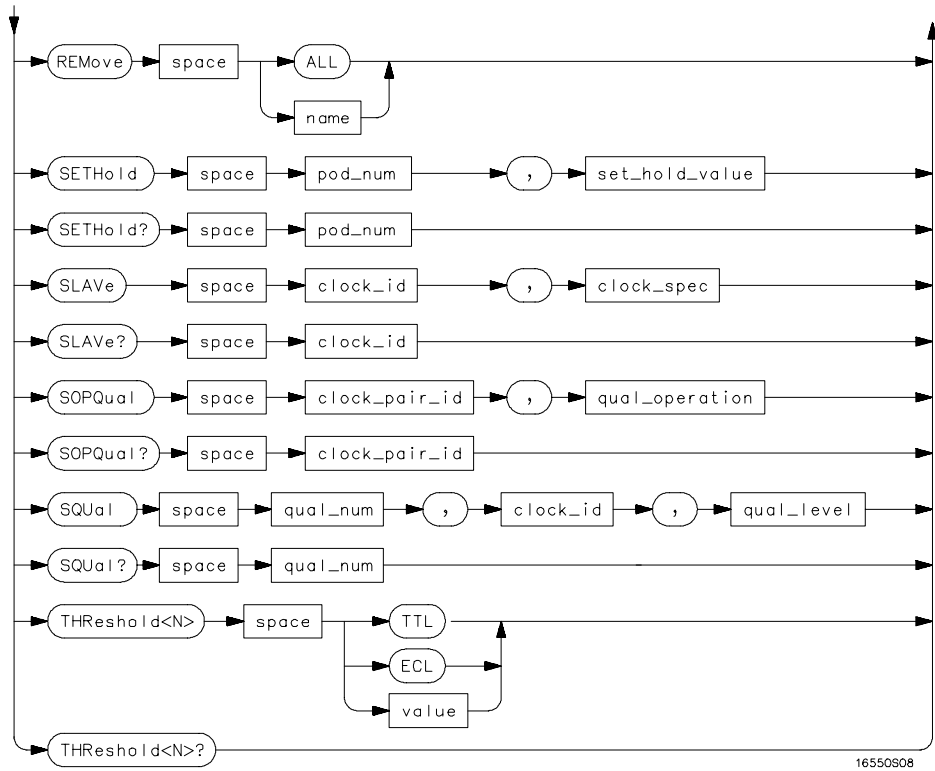 REMove space ALL
name
SETHold space pod_num , set_hold_value
SETHold? space pod_num
SLAVe space clock_id , clock_spec
SLAVe? space clock_id
SOPQual space clock_pair_id , qual_operation
SOPQual? space clock_pair_id
SQUal space qual_num , clock_id , qual_level
SQUal? space qual_num
THReshold<N> space TTL
ECL
value
THReshold<N>?
16550S08